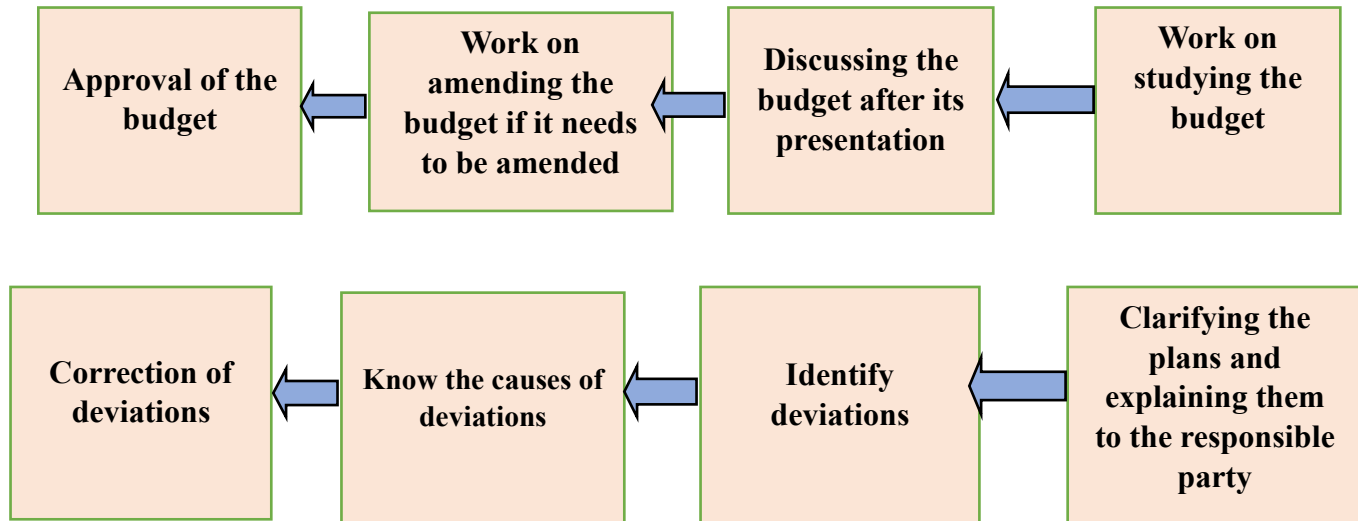 Approval of the
budget
Work on
amending the
budget if it needs
to be amended
Discussing the
budget after its
presentation
Work on
studying the
budget
Correction of
deviations
Know the causes of
deviations
Identify
deviations
Clarifying the
plans and
explaining them
to the responsible
party